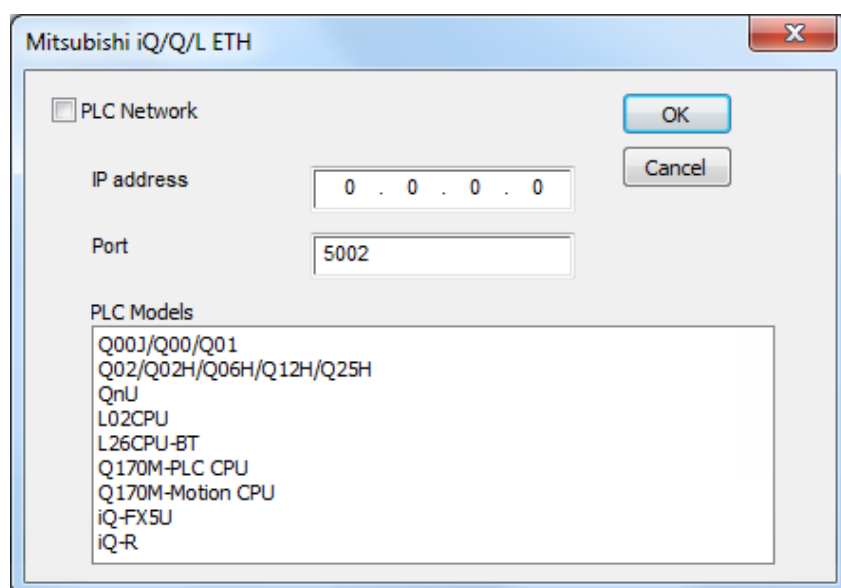 Mitsubishi iQ/Q/L ETH
PLC Network
OK
IP address
0 . 0 . 0 . 0
Cancel
Port
5002
PLC Models
Q00J/Q00/Q01
Q02/Q02H/Q06H/Q12H/Q25H
QnU
L02CPU
L26CPU-BT
Q170M-PLC CPU
Q170M-Motion CPU
iQ-FX5U
iQ-R